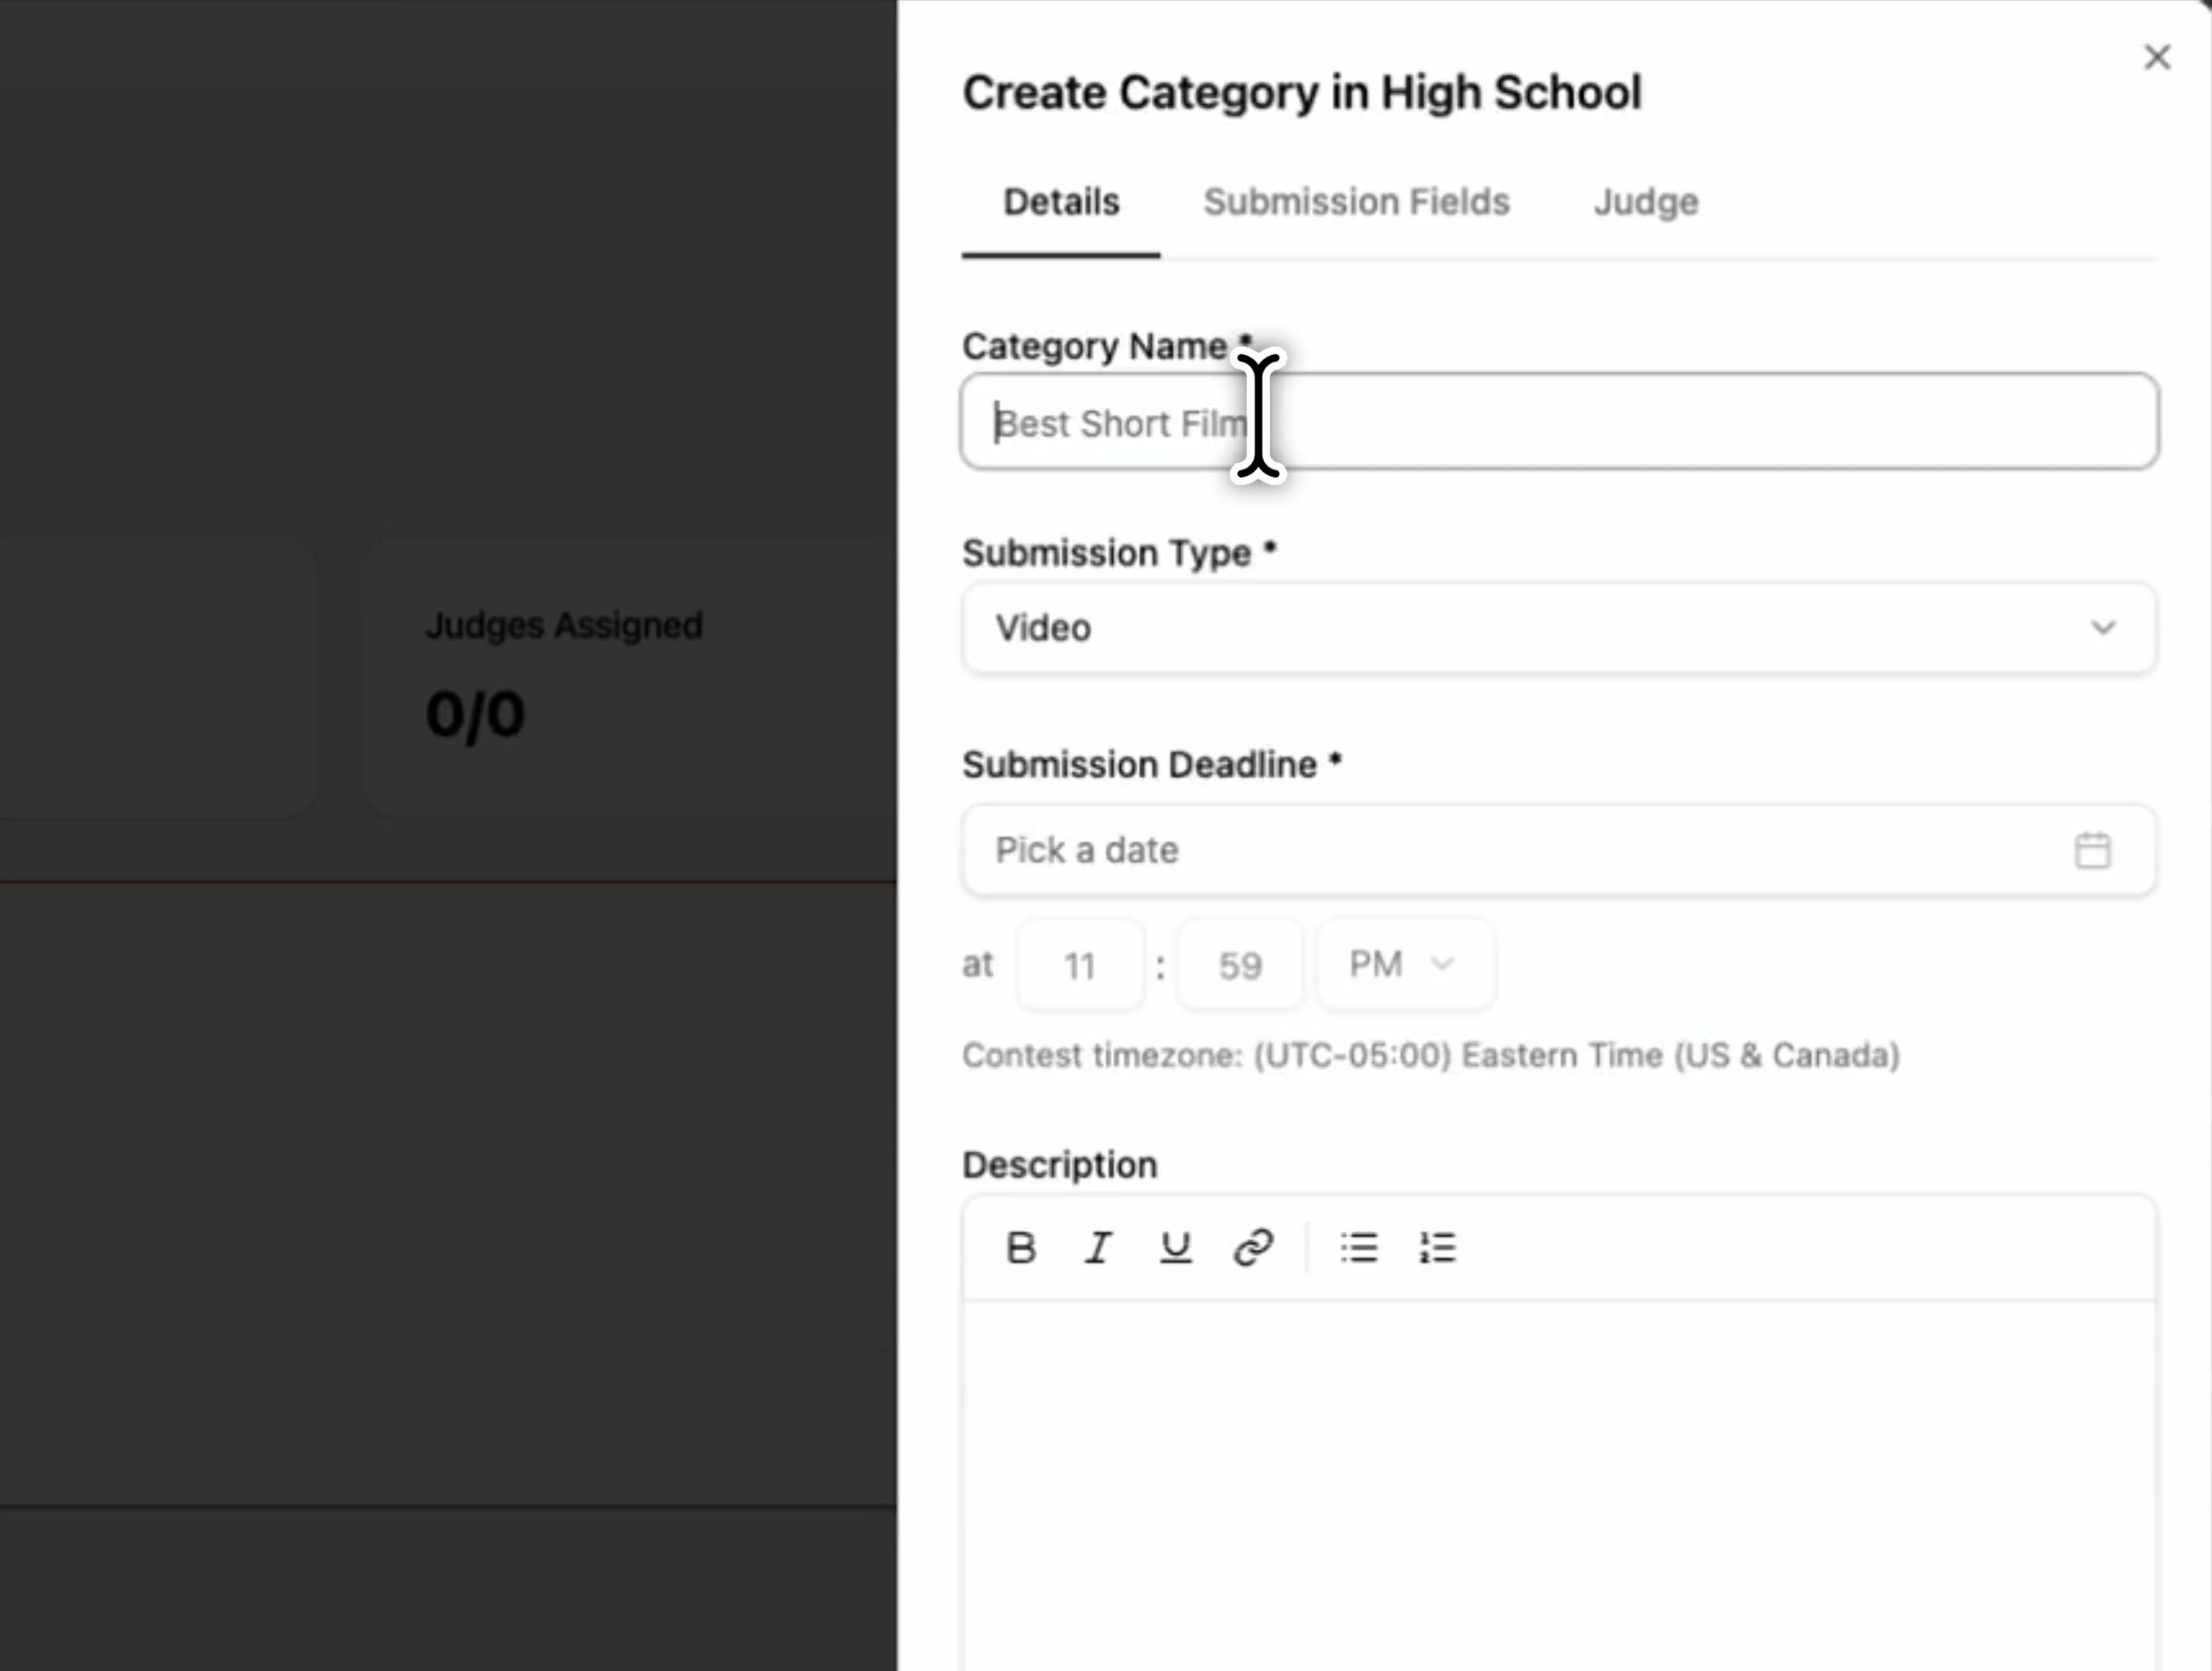 Create Category in High School
Details Submission Fields Judge
Category Name *
Best Short Film
Submission Type *
Video
Judges Assigned
0/0
Submission Deadline *
Pick a date
at 11 : 59 PM
Contest timezone: (UTC-05:00) Eastern Time (US & Canada)
Description
B I U